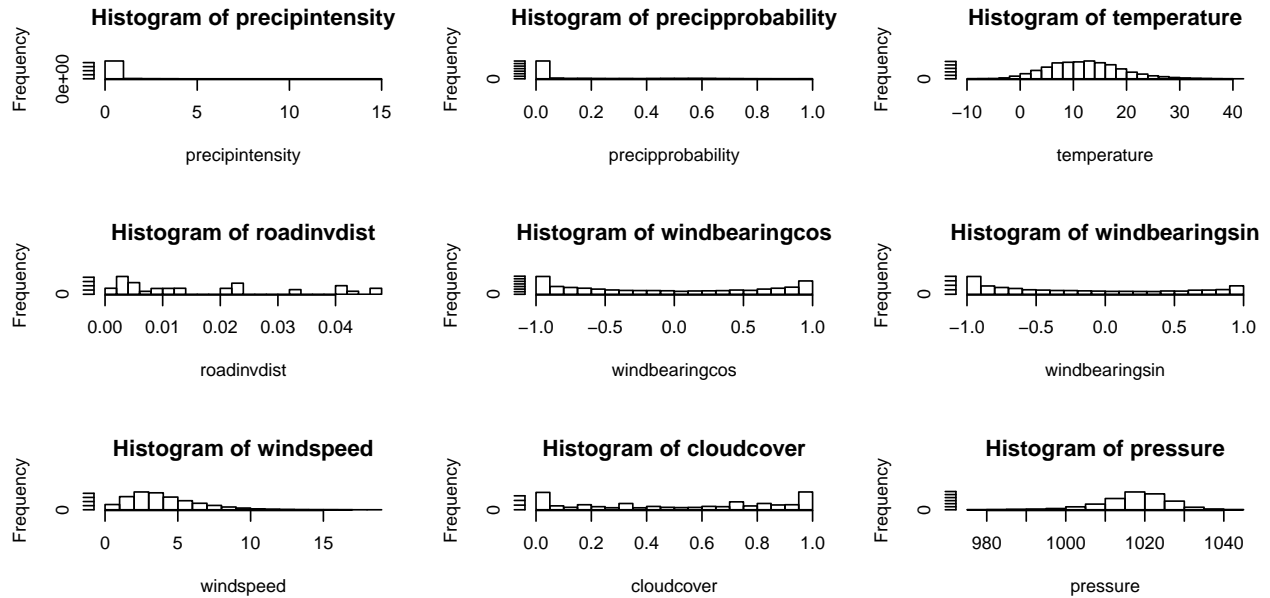 Histogram of precipintensity
Frequency
0e+00
0 5 10 15
precipintensity
Histogram of precipprobability
Frequency
0
0.0 0.2 0.4 0.6 0.8 1.0
precipprobability
Histogram of temperature
Frequency
0
−10 0 10 20 30 40
temperature
Histogram of roadinvdist
Frequency
0
0.00 0.01 0.02 0.03 0.04
roadinvdist
Histogram of windbearingcos
Frequency
0
−1.0 −0.5 0.0 0.5 1.0
windbearingcos
Histogram of windbearingsin
Frequency
0
−1.0 −0.5 0.0 0.5 1.0
windbearingsin
Histogram of windspeed
Frequency
0
0 5 10 15
windspeed
Histogram of cloudcover
Frequency
0
0.0 0.2 0.4 0.6 0.8 1.0
cloudcover
Histogram of pressure
Frequency
0
980 1000 1020 1040
pressure